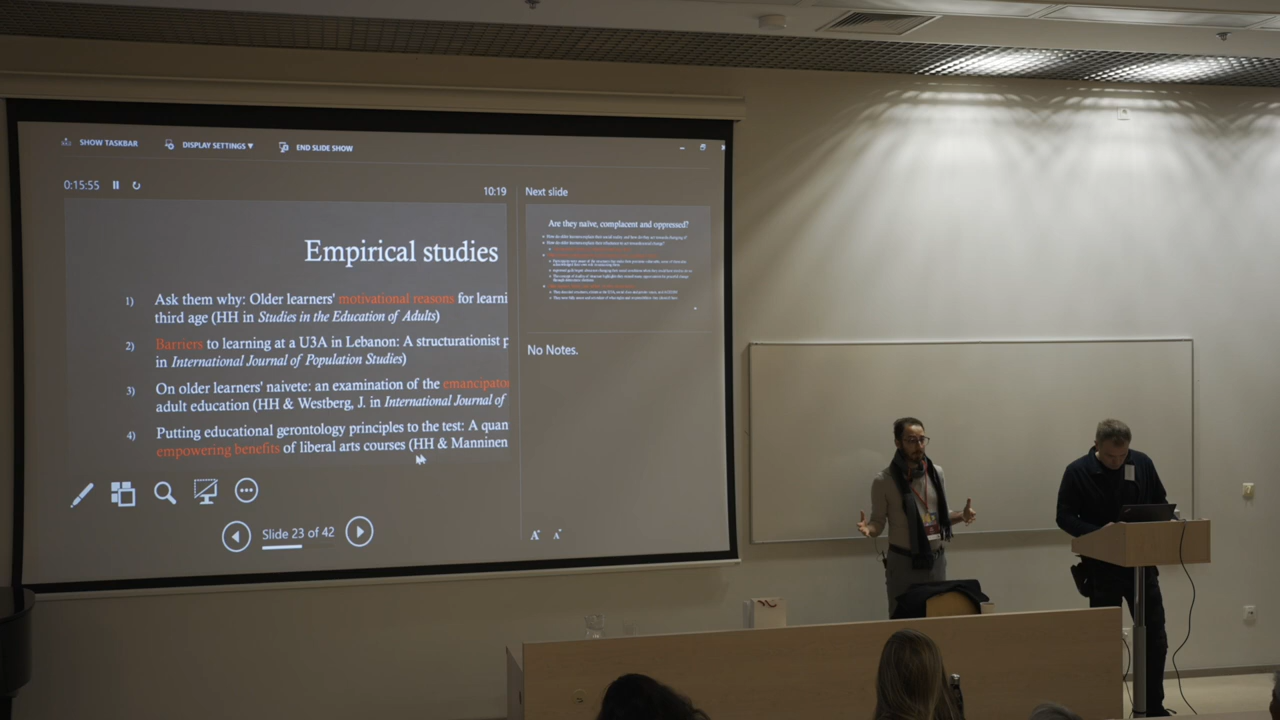 SHOW TASKBAR
DISPLAY SETTINGS
END SLIDE SHOW
0:15:55
10:19
Next slide
Empirical studies
1) Ask them why: Older learners' motivational reasons for learni
third age (HH in Studies in the Education of Adults)
2) Barriers to learning at a U3A in Lebanon: A structurationist p
in International Journal of Population Studies)
3) On older learners' naivete: an examination of the emancipato
adult education (HH & Westberg, J. in International Journal of
4) Putting educational gerontology principles to the test: A quan
empowering benefits of liberal arts courses (HH & Manninen
Slide 23 of 42
Are they naïve, complacent and oppressed?
No Notes.
A A